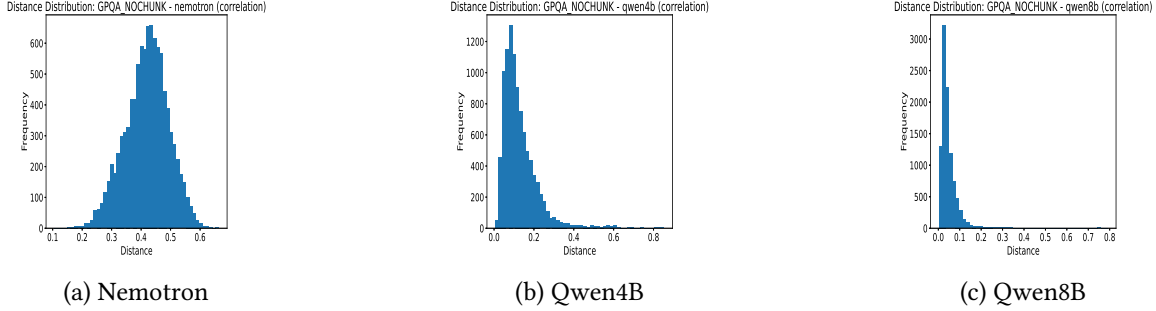 Distance Distribution: GPQA_NOCHUNK - nemotron (correlation)
600
500
400
300
200
100
0
Frequency
0.1 0.2 0.3 0.4 0.5 0.6
Distance
(a) Nemotron
Distance Distribution: GPQA_NOCHUNK - qwen4b (correlation)
1200
1000
800
600
400
200
0
Frequency
0.0 0.2 0.4 0.6 0.8
Distance
(b) Qwen4B
Distance Distribution: GPQA_NOCHUNK - qwen8b (correlation)
3000
2500
2000
1500
1000
500
0
Frequency
0.0 0.1 0.2 0.3 0.4 0.5 0.6 0.7 0.8
Distance
(c) Qwen8B